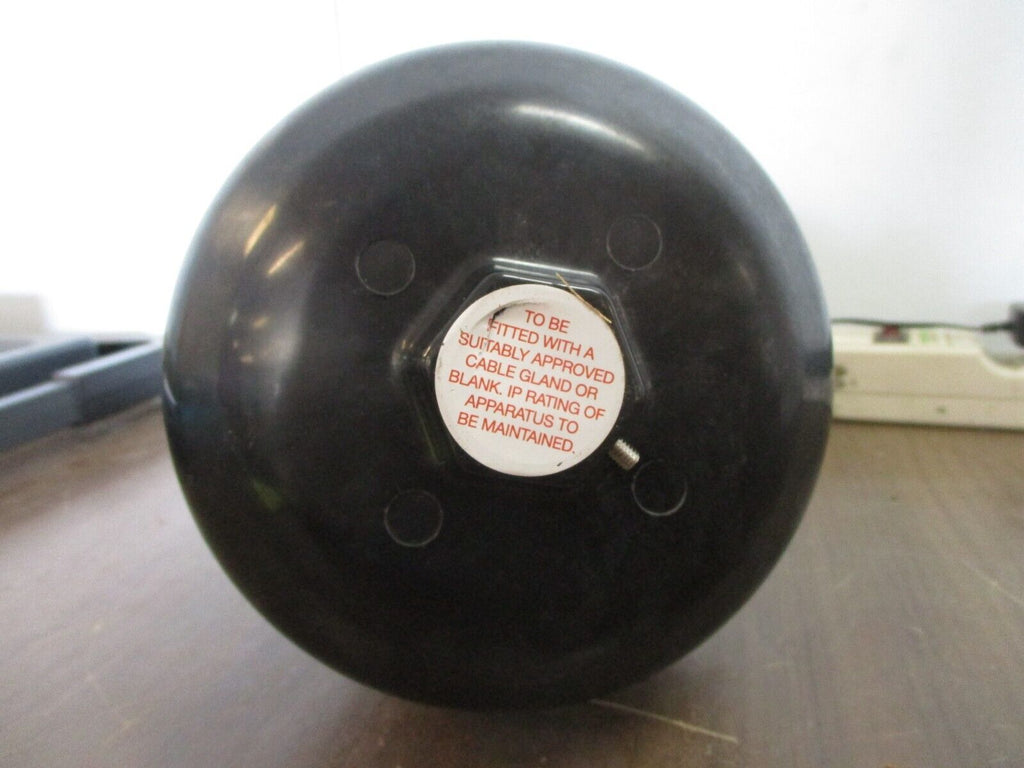 TO BE
FITTED WITH A
SUITABLY APPROVED
CABLE GLAND OR
BLANK. IP RATING OF
APPARATUS TO
BE MAINTAINED.